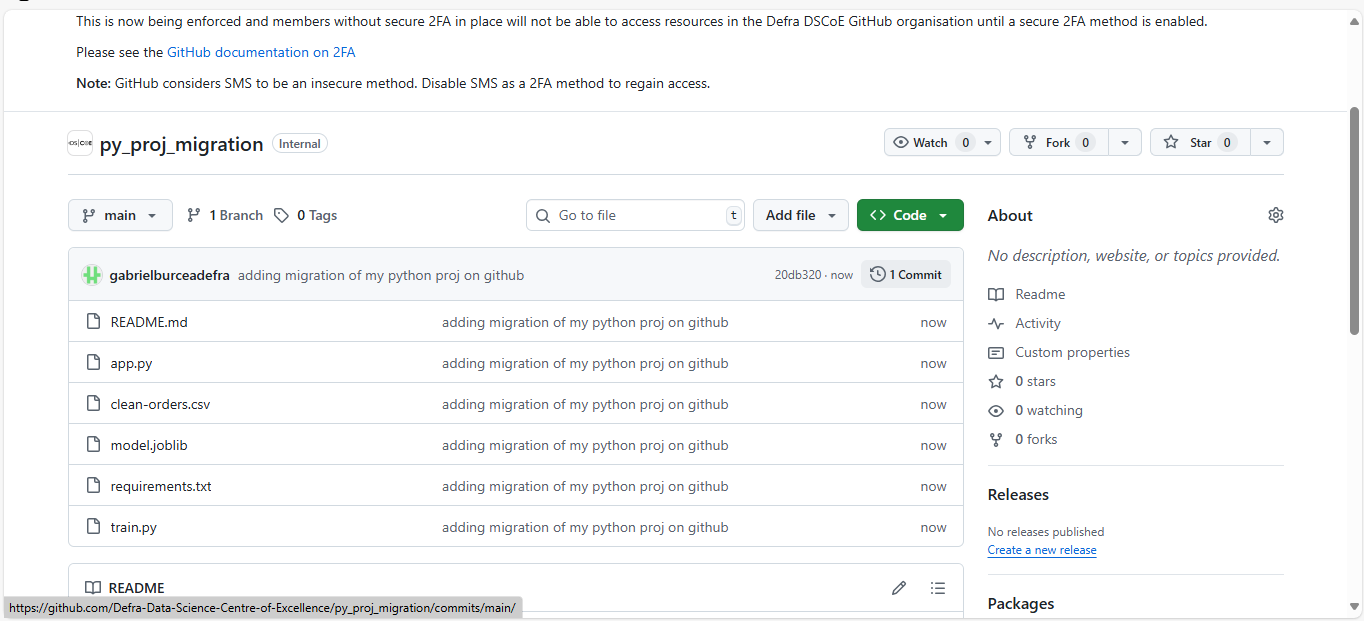 This is now being enforced and members without secure 2FA in place will not be able to access resources in the Defra DSCoE GitHub organisation until a secure 2FA method is enabled.
Please see the GitHub documentation on 2FA
Note: GitHub considers SMS to be an insecure method. Disable SMS as a 2FA method to regain access.
py_proj_migration Internal
Watch 0 Fork 0 Star 0
main 1 Branch 0 Tags Go to file t Add file Code
gabrielburceadefra adding migration of my python proj on github 20db320 · now 1 Commit
README.md adding migration of my python proj on github now
app.py adding migration of my python proj on github now
clean-orders.csv adding migration of my python proj on github now
model.joblib adding migration of my python proj on github now
requirements.txt adding migration of my python proj on github now
train.py adding migration of my python proj on github now
README
About
No description, website, or topics provided.
Readme
Activity
Custom properties
0 stars
0 watching
0 forks
Releases
No releases published
Create a new release
Packages
https://github.com/Defra-Data-Science-Centre-of-Excellence/py_proj_migration/commits/main/